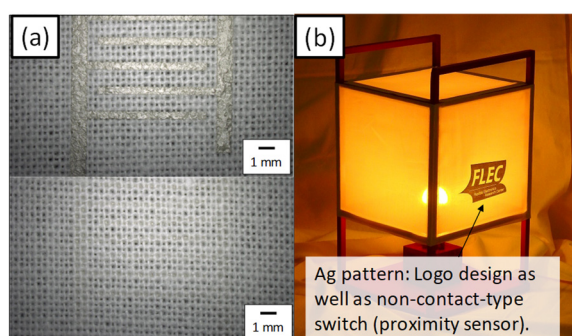 (a)
1 mm
1 mm
(b)
FLEC
Ag pattern: Logo design as
well as non-contact-type
switch (proximity sensor).